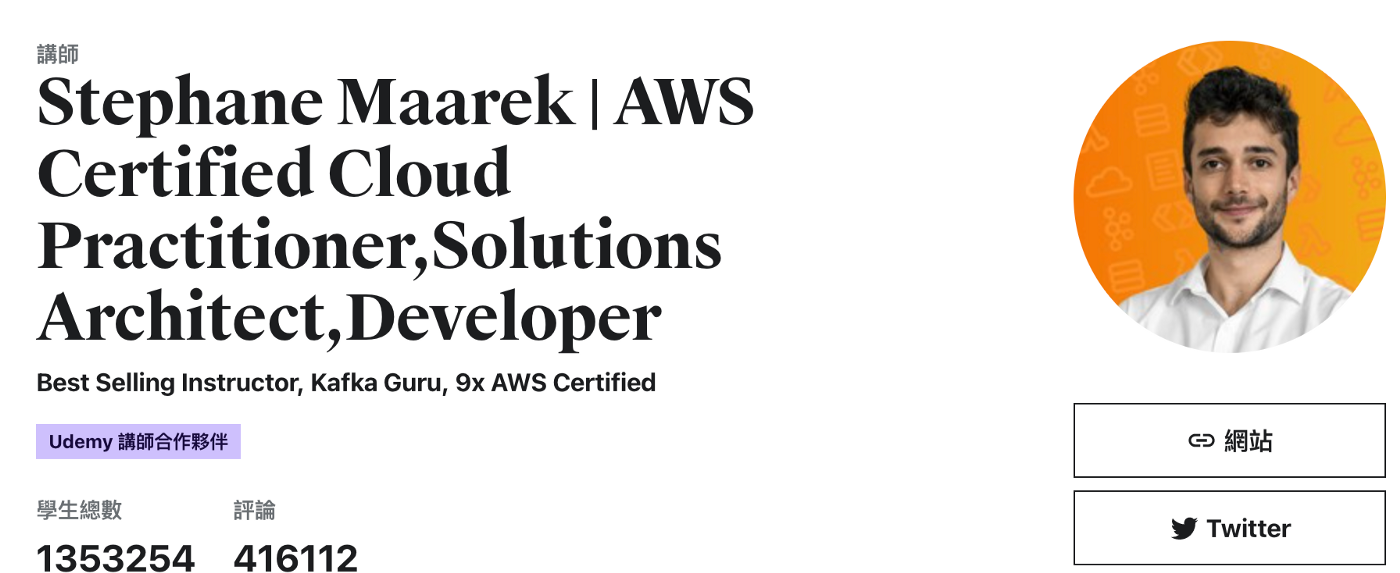 講師
Stephane Maarek | AWS
Certified Cloud
Practitioner,Solutions
Architect,Developer
Best Selling Instructor, Kafka Guru, 9x AWS Certified
Udemy 講師合作夥伴
學生總數 評論
1353254 416112
網站
Twitter